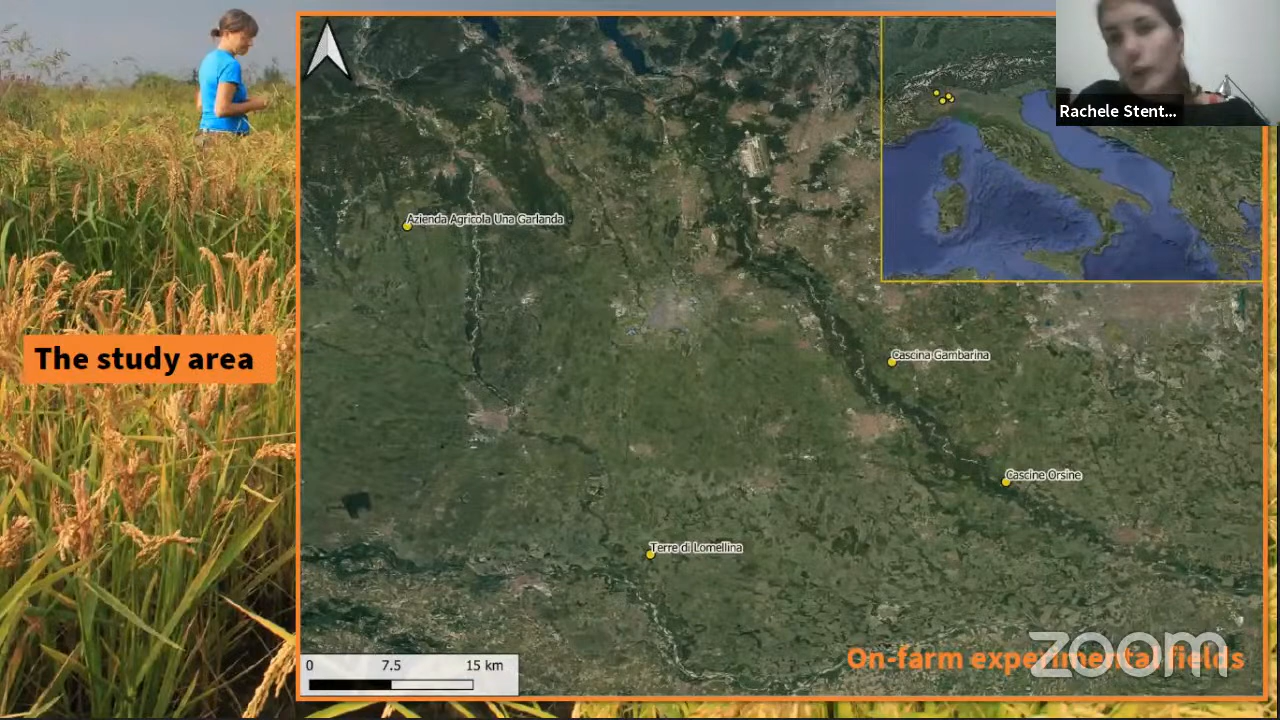 Rachele Stent...
Azienda Agricola Una Garlanda
The study area
Cascina Gambarina
Cascine Orsine
Terre di Lomellina
On-farm experimental fields
zoom
0 7.5 15 km